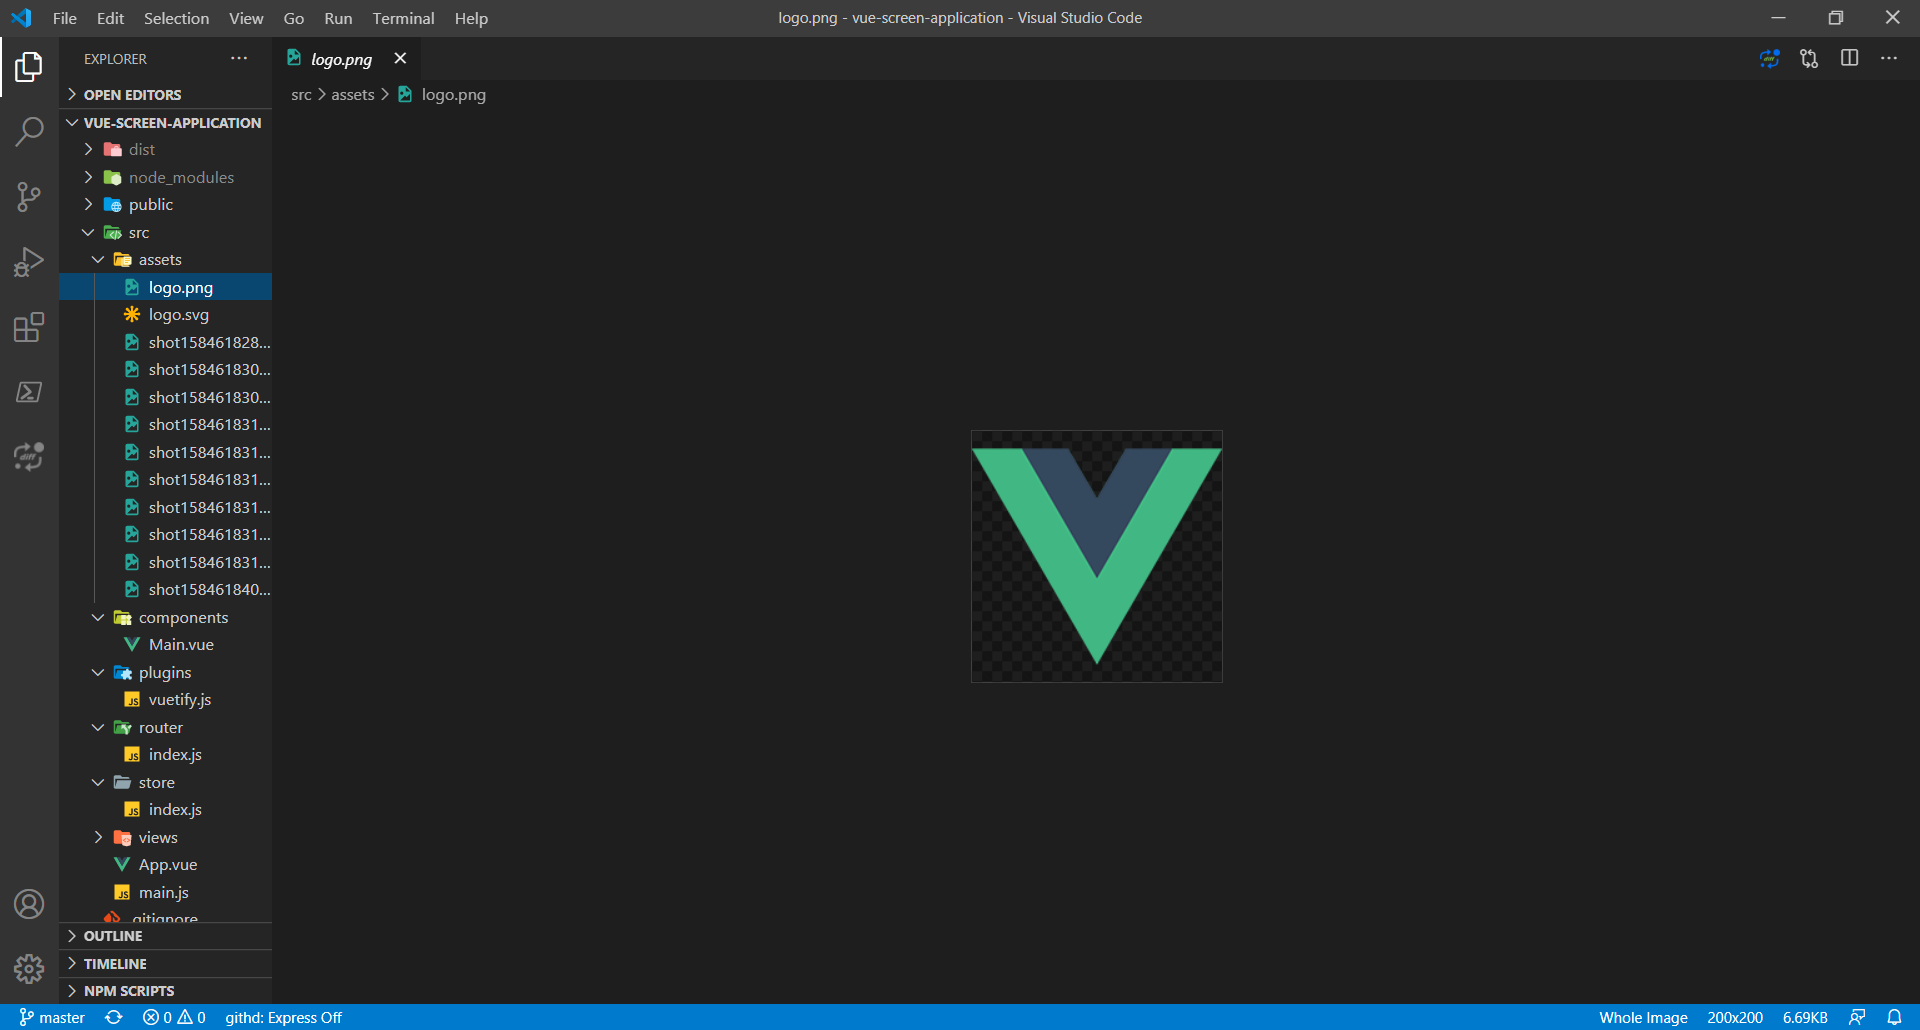 File Edit Selection View Go Run Terminal Help
logo.png - vue-screen-application - Visual Studio Code
EXPLORER
OPEN EDITORS
VUE-SCREEN-APPLICATION
dist
node_modules
public
src
assets
logo.png
logo.svg
shot158461828...
shot158461830...
shot158461830...
shot158461831...
shot158461831...
shot158461831...
shot158461831...
shot158461831...
shot158461831...
shot158461840...
components
Main.vue
plugins
vuetify.js
router
index.js
store
index.js
views
App.vue
main.js
.gitignore
OUTLINE
TIMELINE
NPM SCRIPTS
logo.png
src > assets > logo.png
master 0 0 githd: Express Off
Whole Image 200x200 6.69KB